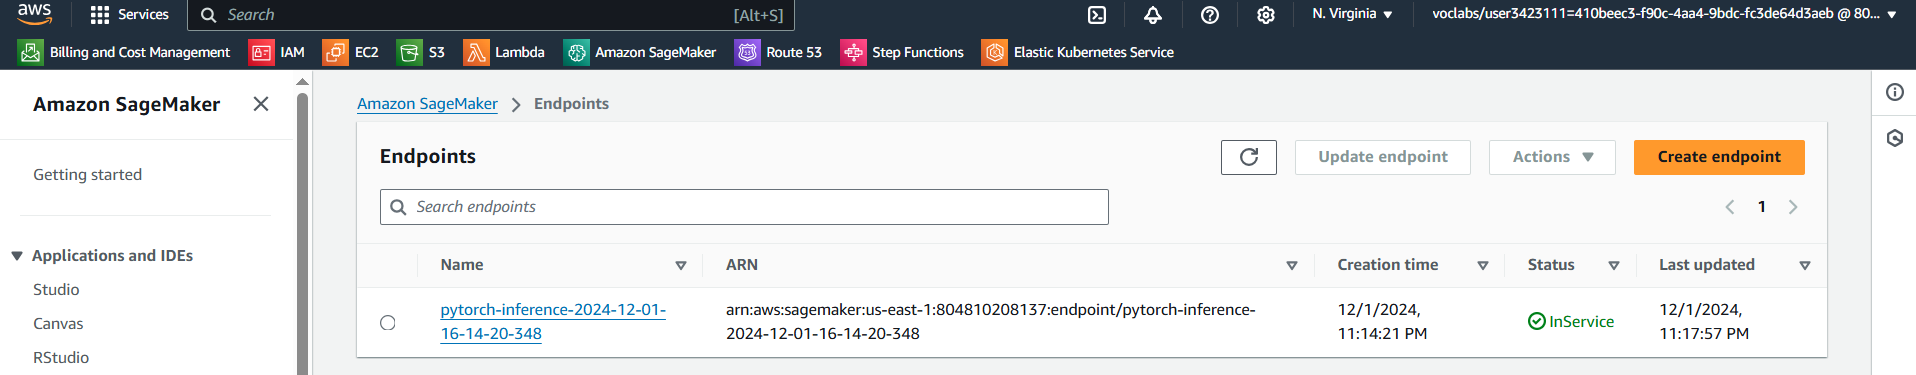 aws
Services
Search
[Alt+S]
N. Virginia
voclabs/user3423111=410beec3-f90c-4aa4-9bdc-fc3de64d3aeb @ 80...
Billing and Cost Management
IAM
EC2
S3
Lambda
Amazon SageMaker
Route 53
Step Functions
Elastic Kubernetes Service
Amazon SageMaker
Getting started
Applications and IDEs
Studio
Canvas
RStudio
Amazon SageMaker
Endpoints
Endpoints
Update endpoint
Actions
Create endpoint
Search endpoints
1
Name
ARN
Creation time
Status
Last updated
pytorch-inference-2024-12-01-
16-14-20-348
arn:aws:sagemaker:us-east-1:804810208137:endpoint/pytorch-inference-
2024-12-01-16-14-20-348
12/1/2024,
11:14:21 PM
InService
12/1/2024,
11:17:57 PM